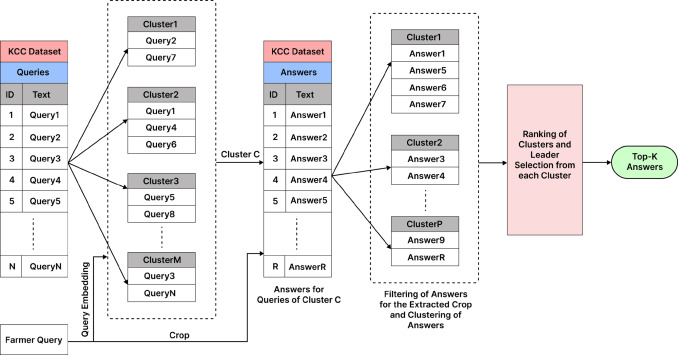 KCC Dataset
Queries
ID Text
1 Query1
2 Query2
3 Query3
4 Query4
5 Query5
N QueryN
Farmer Query
Query Embedding
Crop
Cluster1
Query2
Query7
Cluster2
Query1
Query4
Query6
Cluster3
Query5
Query8
ClusterM
Query3
QueryN
Cluster C
KCC Dataset
Answers
ID Text
1 Answer1
2 Answer2
3 Answer3
4 Answer4
5 Answer5
R AnswerR
Answers for
Queries of Cluster C
Cluster1
Answer1
Answer5
Answer6
Answer7
Cluster2
Answer3
Answer4
ClusterP
Answer9
AnswerR
Filtering of Answers
for the Extracted Crop
and Clustering of
Answers
Ranking of
Clusters and
Leader
Selection from
each Cluster
Top-K
Answers